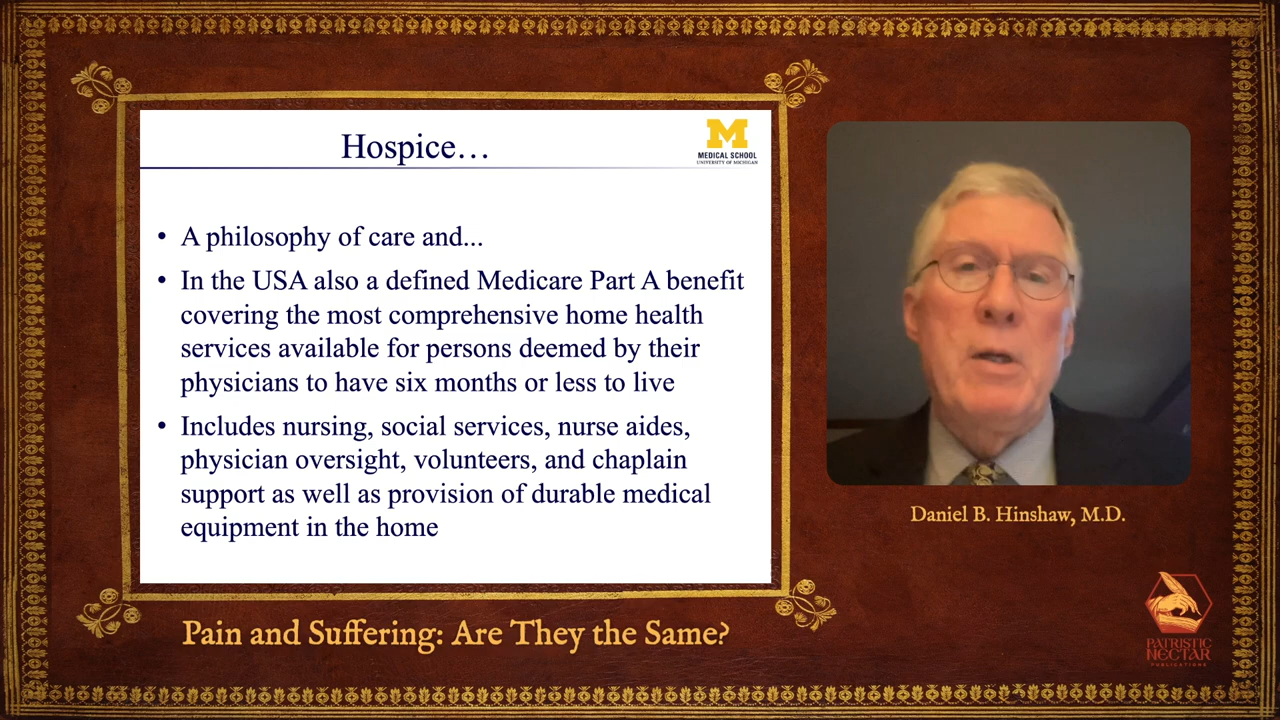 Hospice…
M
MEDICAL SCHOOL
UNIVERSITY OF MICHIGAN
• A philosophy of care and...
• In the USA also a defined Medicare Part A benefit
covering the most comprehensive home health
services available for persons deemed by their
physicians to have six months or less to live
• Includes nursing, social services, nurse aides,
physician oversight, volunteers, and chaplain
support as well as provision of durable medical
equipment in the home
Daniel B. Hinshaw, M.D.
Pain and Suffering: Are They the Same?
PATRISTIC
NECTAR
PUBLICATIONS